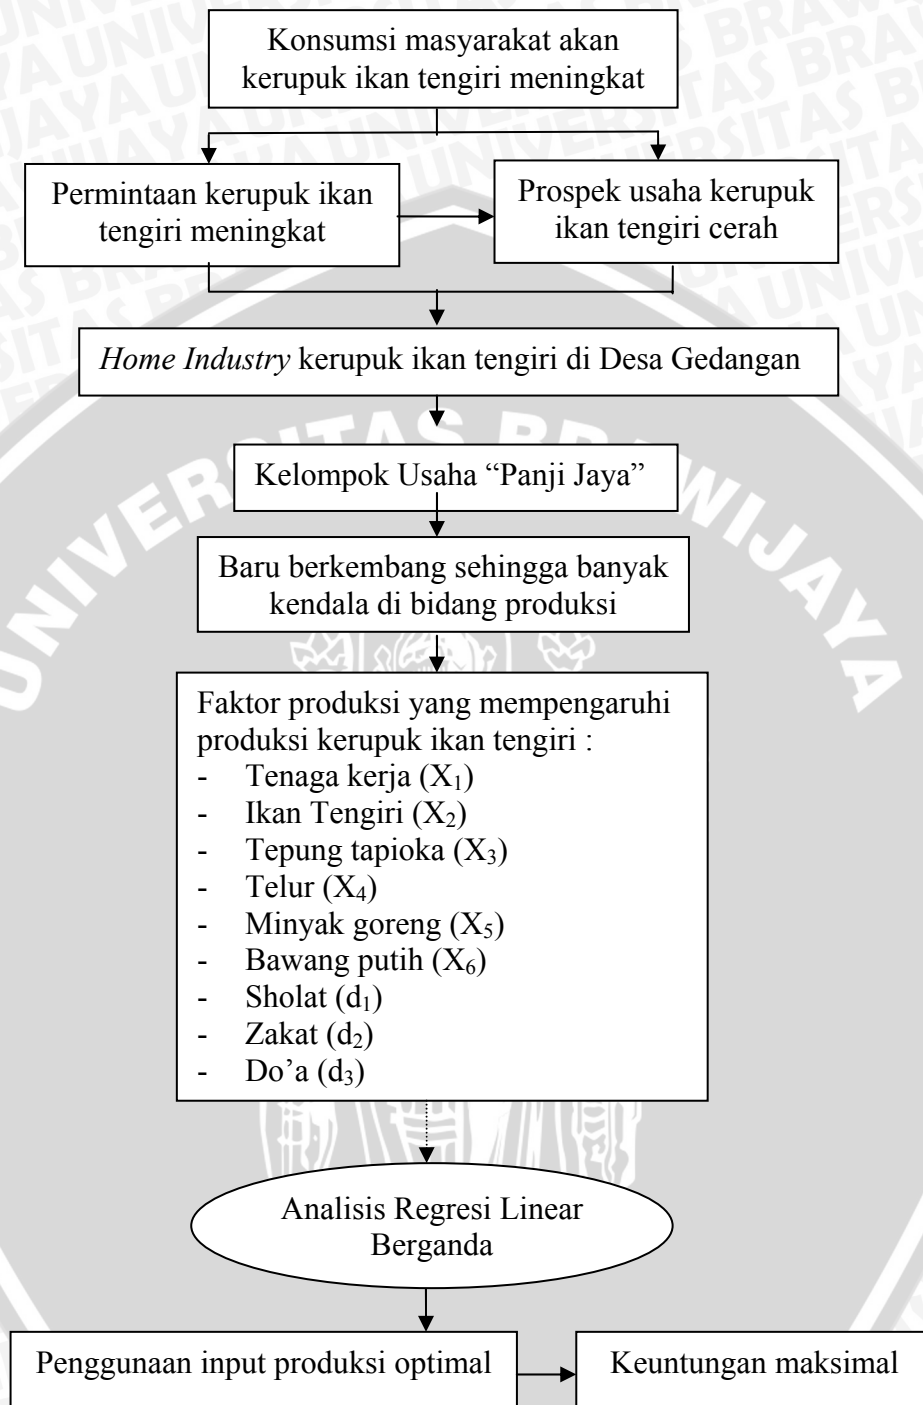 Konsumsi masyarakat akan
kerupuk ikan tengiri meningkat
Permintaan kerupuk ikan
tengiri meningkat
Prospek usaha kerupuk
ikan tengiri cerah
Home Industry kerupuk ikan tengiri di Desa Gedangan
UNIVERSITAS BRAWIJAYA
Kelompok Usaha “Panji Jaya”
Baru berkembang sehingga banyak
kendala di bidang produksi
Faktor produksi yang mempengaruhi
produksi kerupuk ikan tengiri :
- Tenaga kerja (X₁)
- Ikan Tengiri (X₂)
- Tepung tapioka (X₃)
- Telur (X₄)
- Minyak goreng (X₅)
- Bawang putih (X₆)
- Sholat (d₁)
- Zakat (d₂)
- Do’a (d₃)
Analisis Regresi Linear
Berganda
Penggunaan input produksi optimal
Keuntungan maksimal